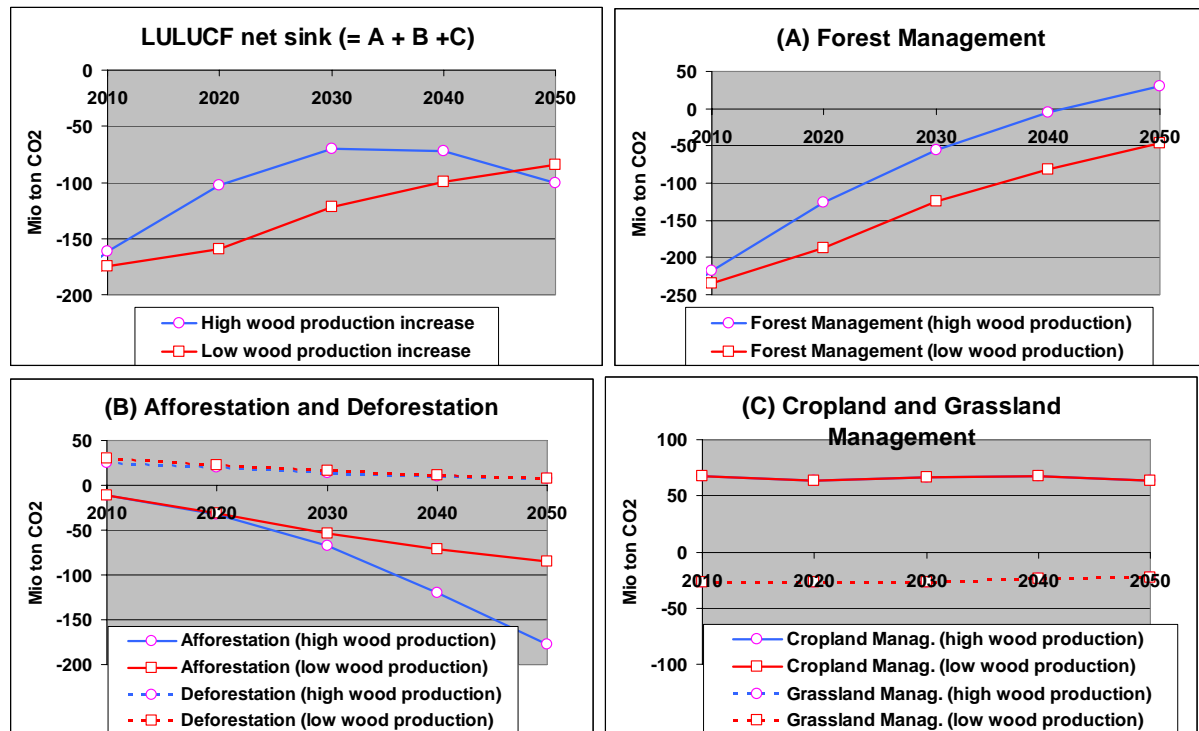 LULUCF net sink (= A + B +C)
0
2010 2020 2030 2040 2050
-50
-100
-150
-200
Mio ton CO2
High wood production increase
Low wood production increase
(A) Forest Management
50
0
2010 2020 2030 2040 2050
-50
-100
-150
-200
-250
Mio ton CO2
Forest Management (high wood production)
Forest Management (low wood production)
(B) Afforestation and Deforestation
50
0
2010 2020 2030 2040 2050
-50
-100
-150
-200
Mio ton CO2
Afforestation (high wood production)
Afforestation (low wood production)
Deforestation (high wood production)
Deforestation (low wood production)
(C) Cropland and Grassland
Management
100
50
0
2010 2020 2030 2040 2050
-50
-100
Mio ton CO2
Cropland Manag. (high wood production)
Cropland Manag. (low wood production)
Grassland Manag. (high wood production)
Grassland Manag. (low wood production)